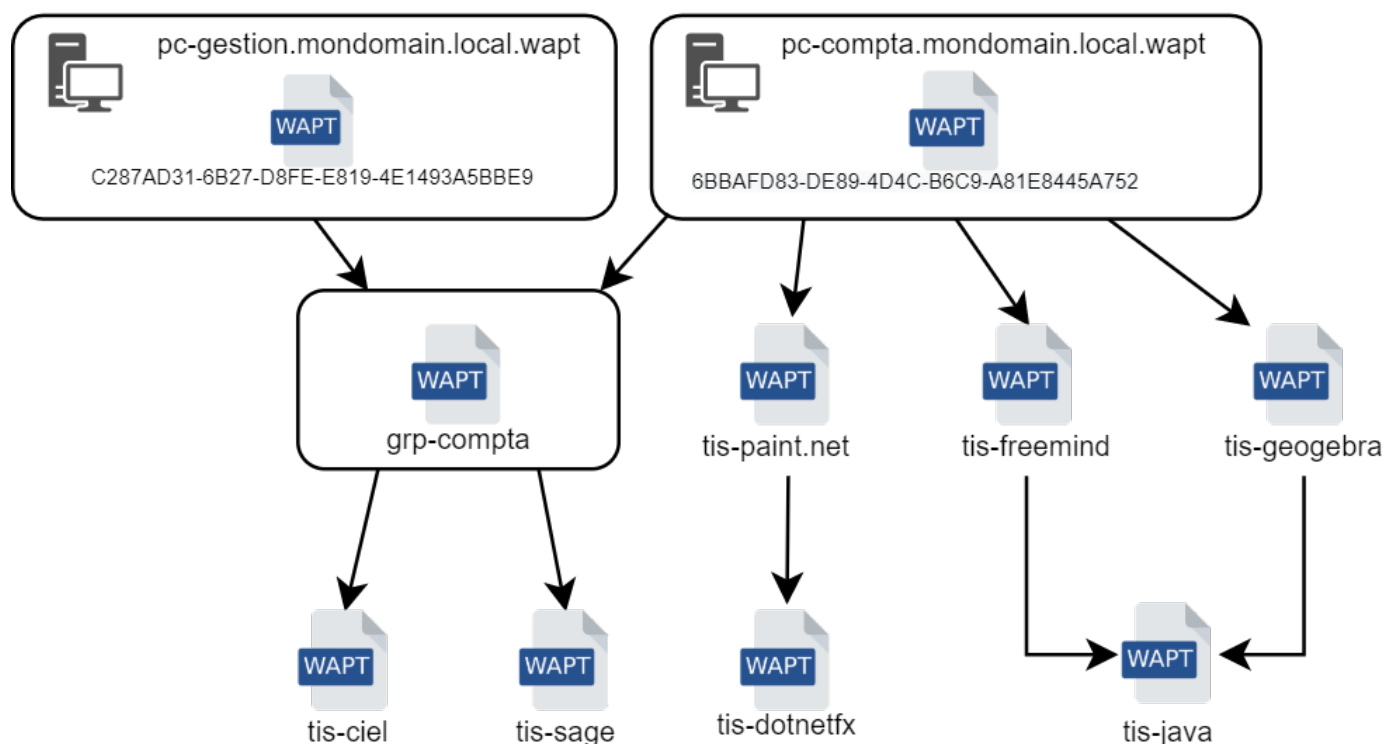 pc-gestion.mondomain.local.wapt
WAPT
C287AD31-6B27-D8FE-E819-4E1493A5BBE9
pc-compta.mondomain.local.wapt
WAPT
6BBAFD83-DE89-4D4C-B6C9-A81E8445A752
WAPT
grp-compta
WAPT
tis-paint.net
WAPT
tis-freemind
WAPT
tis-geogebra
WAPT
tis-ciel
WAPT
tis-sage
WAPT
tis-dotnetfx
WAPT
tis-java